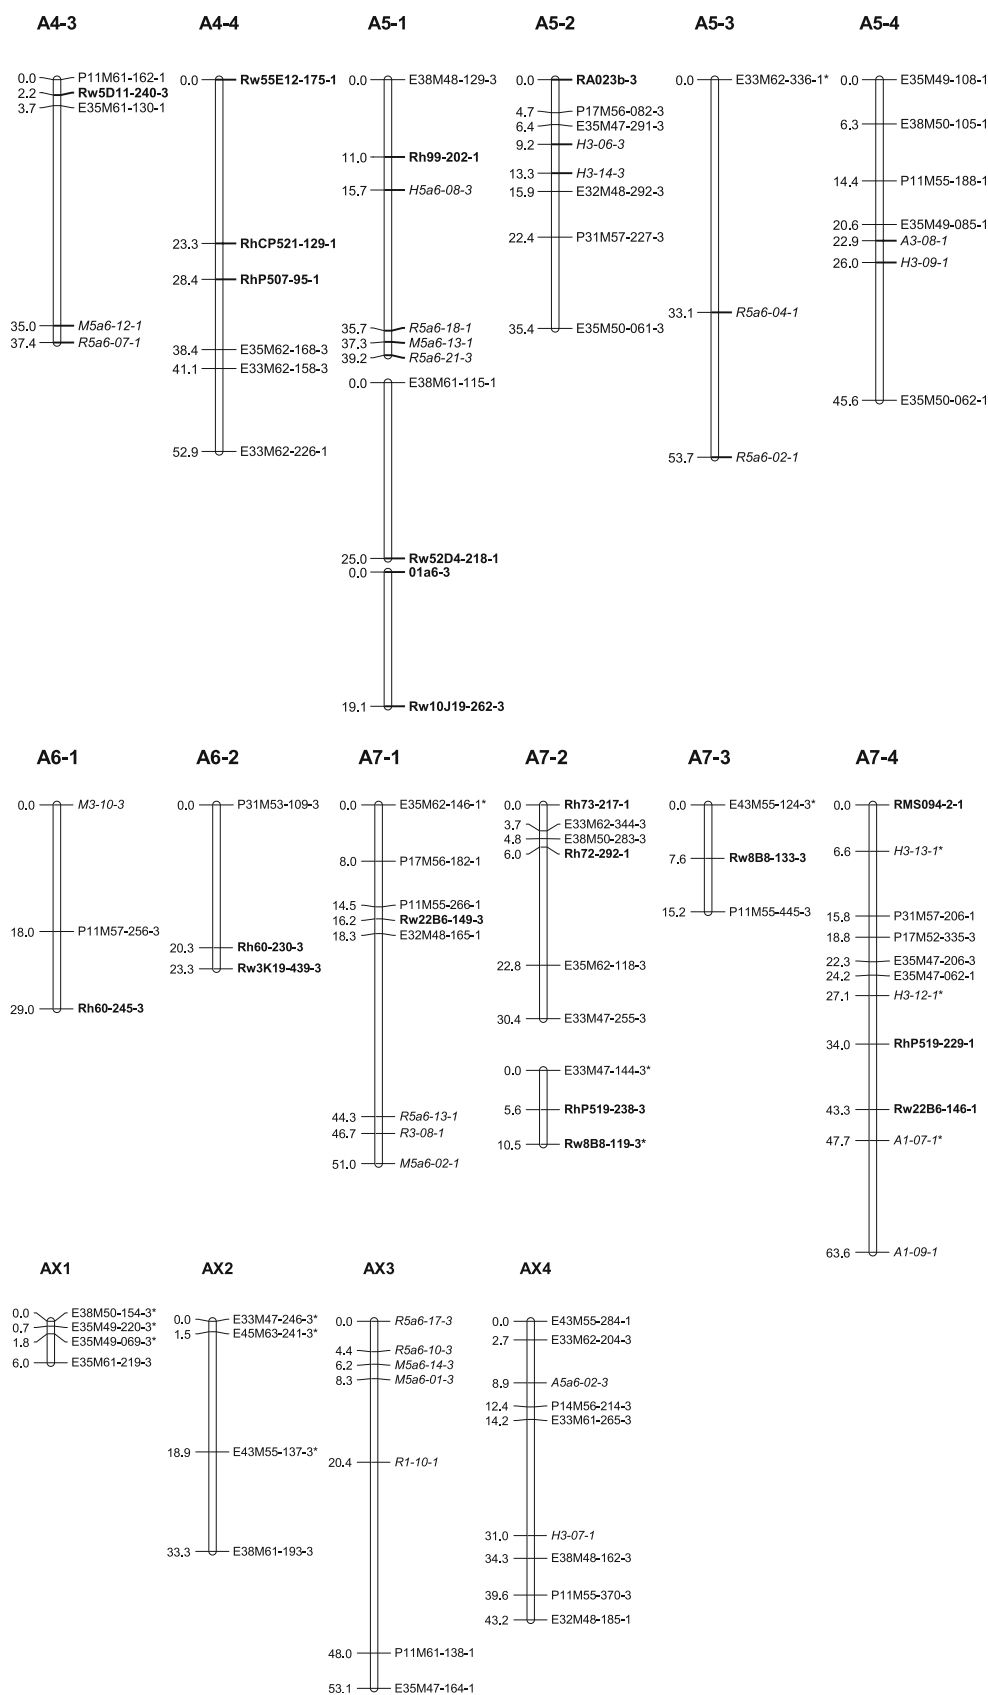 A4-3
0.0 P11M61-162-1
2.2 Rw5D11-240-3
3.7 E35M61-130-1
35.0 M5a6-12-1
37.4 R5a6-07-1
A4-4
0.0 Rw55E12-175-1
23.3 RhCP521-129-1
28.4 RhP507-95-1
38.4 E35M62-168-3
41.1 E33M62-158-3
52.9 E33M62-226-1
A5-1
0.0 E38M48-129-3
11.0 Rh99-202-1
15.7 H5a6-08-3
35.7 R5a6-18-1
37.3 M5a6-13-1
39.2 R5a6-21-3
0.0 E38M61-115-1
25.0 Rw52D4-218-1
0.0 01a6-3
19.1 Rw10J19-262-3
A5-2
0.0 RA023b-3
4.7 P17M56-082-3
6.4 E35M47-291-3
9.2 H3-06-3
13.3 H3-14-3
15.9 E32M48-292-3
22.4 P31M57-227-3
35.4 E35M50-061-3
A5-3
0.0 E33M62-336-1*
33.1 R5a6-04-1
53.7 R5a6-02-1
A5-4
0.0 E35M49-108-1
6.3 E38M50-105-1
14.4 P11M55-188-1
20.6 E35M49-085-1
22.9 A3-08-1
26.0 H3-09-1
45.6 E35M50-062-1
A6-1
0.0 M3-10-3
18.0 P11M57-256-3
29.0 Rh60-245-3
A6-2
0.0 P31M53-109-3
20.3 Rh60-230-3
23.3 Rw3K19-439-3
A7-1
0.0 E35M62-146-1*
8.0 P17M56-182-1
14.5 P11M55-266-1
16.2 Rw22B6-149-3
18.3 E32M48-165-1
44.3 R5a6-13-1
46.7 R3-08-1
51.0 M5a6-02-1
A7-2
0.0 Rh73-217-1
3.7 E33M62-344-3
4.8 E38M50-283-3
6.0 Rh72-292-1
22.8 E35M62-118-3
30.4 E33M47-255-3
0.0 E33M47-144-3*
5.6 RhP519-238-3
10.5 Rw8B8-119-3*
A7-3
0.0 E43M55-124-3*
7.6 Rw8B8-133-3
15.2 P11M55-445-3
A7-4
0.0 RMS094-2-1
6.6 H3-13-1*
15.8 P31M57-206-1
18.8 P17M52-335-3
22.3 E35M47-206-3
24.2 E35M47-062-1
27.1 H3-12-1*
34.0 RhP519-229-1
43.3 Rw22B6-146-1
47.7 A1-07-1*
63.6 A1-09-1
AX1
0.0 E38M50-154-3*
0.7 E35M49-220-3*
1.8 E35M49-069-3*
6.0 E35M61-219-3
AX2
0.0 E33M47-246-3*
1.5 E45M63-241-3*
18.9 E43M55-137-3*
33.3 E38M61-193-3
AX3
0.0 R5a6-17-3
4.4 R5a6-10-3
6.2 M5a6-14-3
8.3 M5a6-01-3
20.4 R1-10-1
48.0 P11M61-138-1
53.1 E35M47-164-1
AX4
0.0 E43M55-284-1
2.7 E33M62-204-3
8.9 A5a6-02-3
12.4 P14M56-214-3
14.2 E33M61-265-3
31.0 H3-07-1
34.3 E38M48-162-3
39.6 P11M55-370-3
43.2 E32M48-185-1